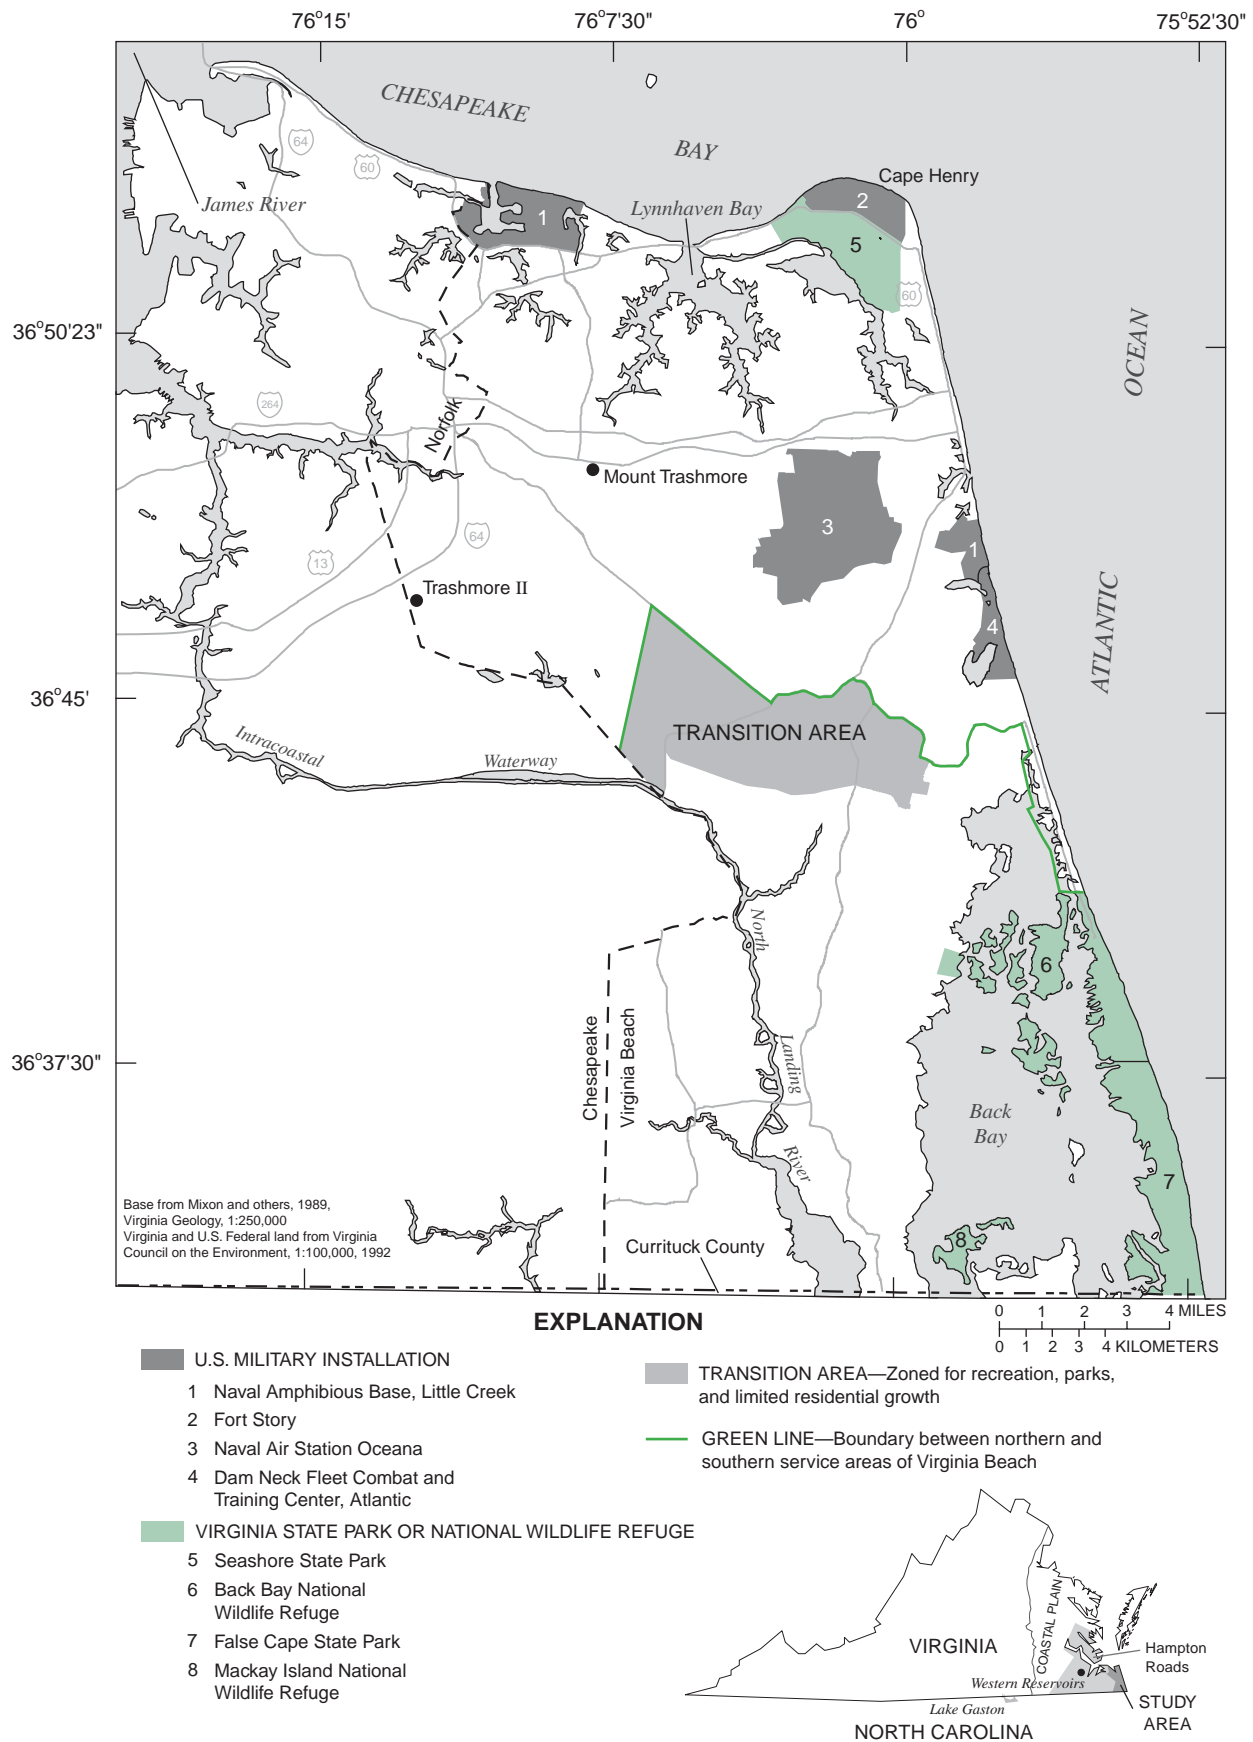 76°15'
76°7'30"
76°
75°52'30"
CHESAPEAKE
BAY
64
60
Cape Henry
James River
1
Lynnhaven Bay
2
5
60
36°50'23"
OCEAN
264
Norfolk
Mount Trashmore
3
64
13
1
Trashmore II
4
ATLANTIC
36°45'
TRANSITION AREA
Intracoastal
Waterway
North
6
Chesapeake
Virginia Beach
Landing
36°37'30"
Back
Bay
River
7
Base from Mixon and others, 1989,
Virginia Geology, 1:250,000
Virginia and U.S. Federal land from Virginia
Council on the Environment, 1:100,000, 1992
Currituck County
8
0 1 2 3 4 MILES
0 1 2 3 4 KILOMETERS
EXPLANATION
U.S. MILITARY INSTALLATION
1 Naval Amphibious Base, Little Creek
2 Fort Story
3 Naval Air Station Oceana
4 Dam Neck Fleet Combat and
Training Center, Atlantic
VIRGINIA STATE PARK OR NATIONAL WILDLIFE REFUGE
5 Seashore State Park
6 Back Bay National
Wildlife Refuge
7 False Cape State Park
8 Mackay Island National
Wildlife Refuge
TRANSITION AREA—Zoned for recreation, parks,
and limited residential growth
GREEN LINE—Boundary between northern and
southern service areas of Virginia Beach
COASTAL PLAIN
VIRGINIA
Hampton
Roads
Western Reservoirs
Lake Gaston
STUDY
AREA
NORTH CAROLINA